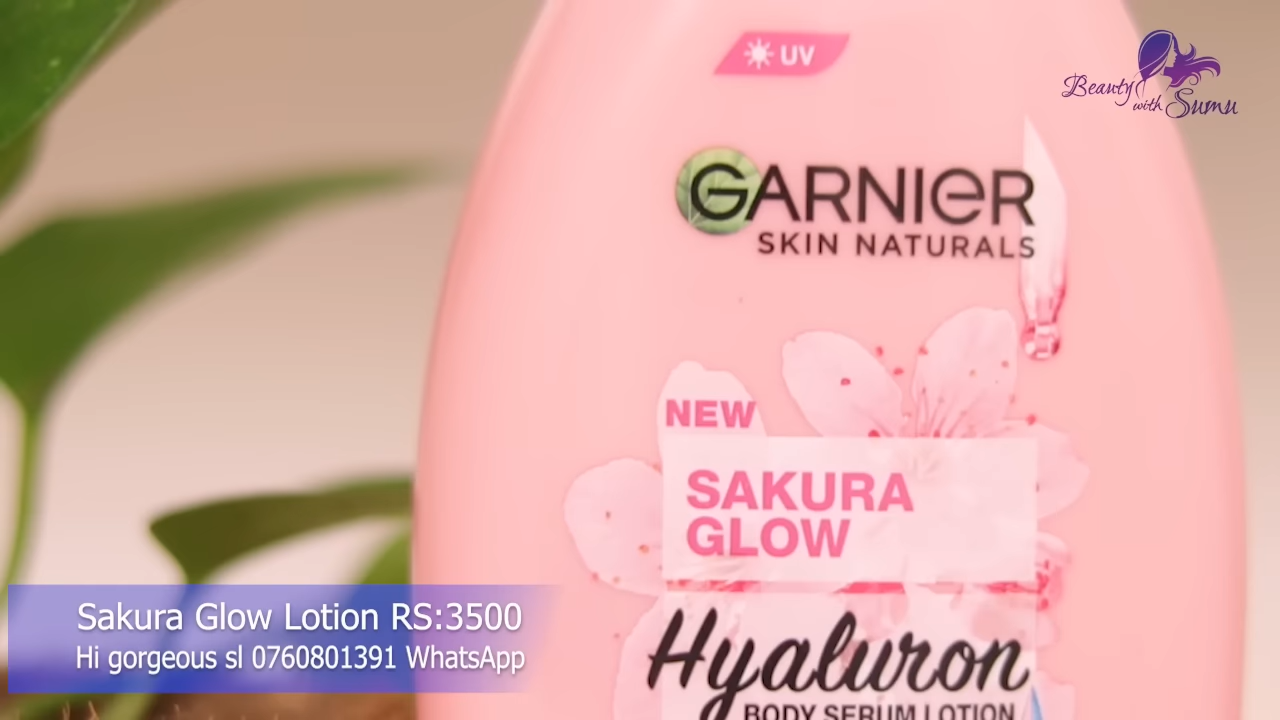 UV
Beauty with Sumu
GARNIER
SKIN NATURALS
NEW
SAKURA
GLOW
Hyaluron
BODY SERUM LOTION
Sakura Glow Lotion RS:3500
Hi gorgeous sl 0760801391 WhatsApp